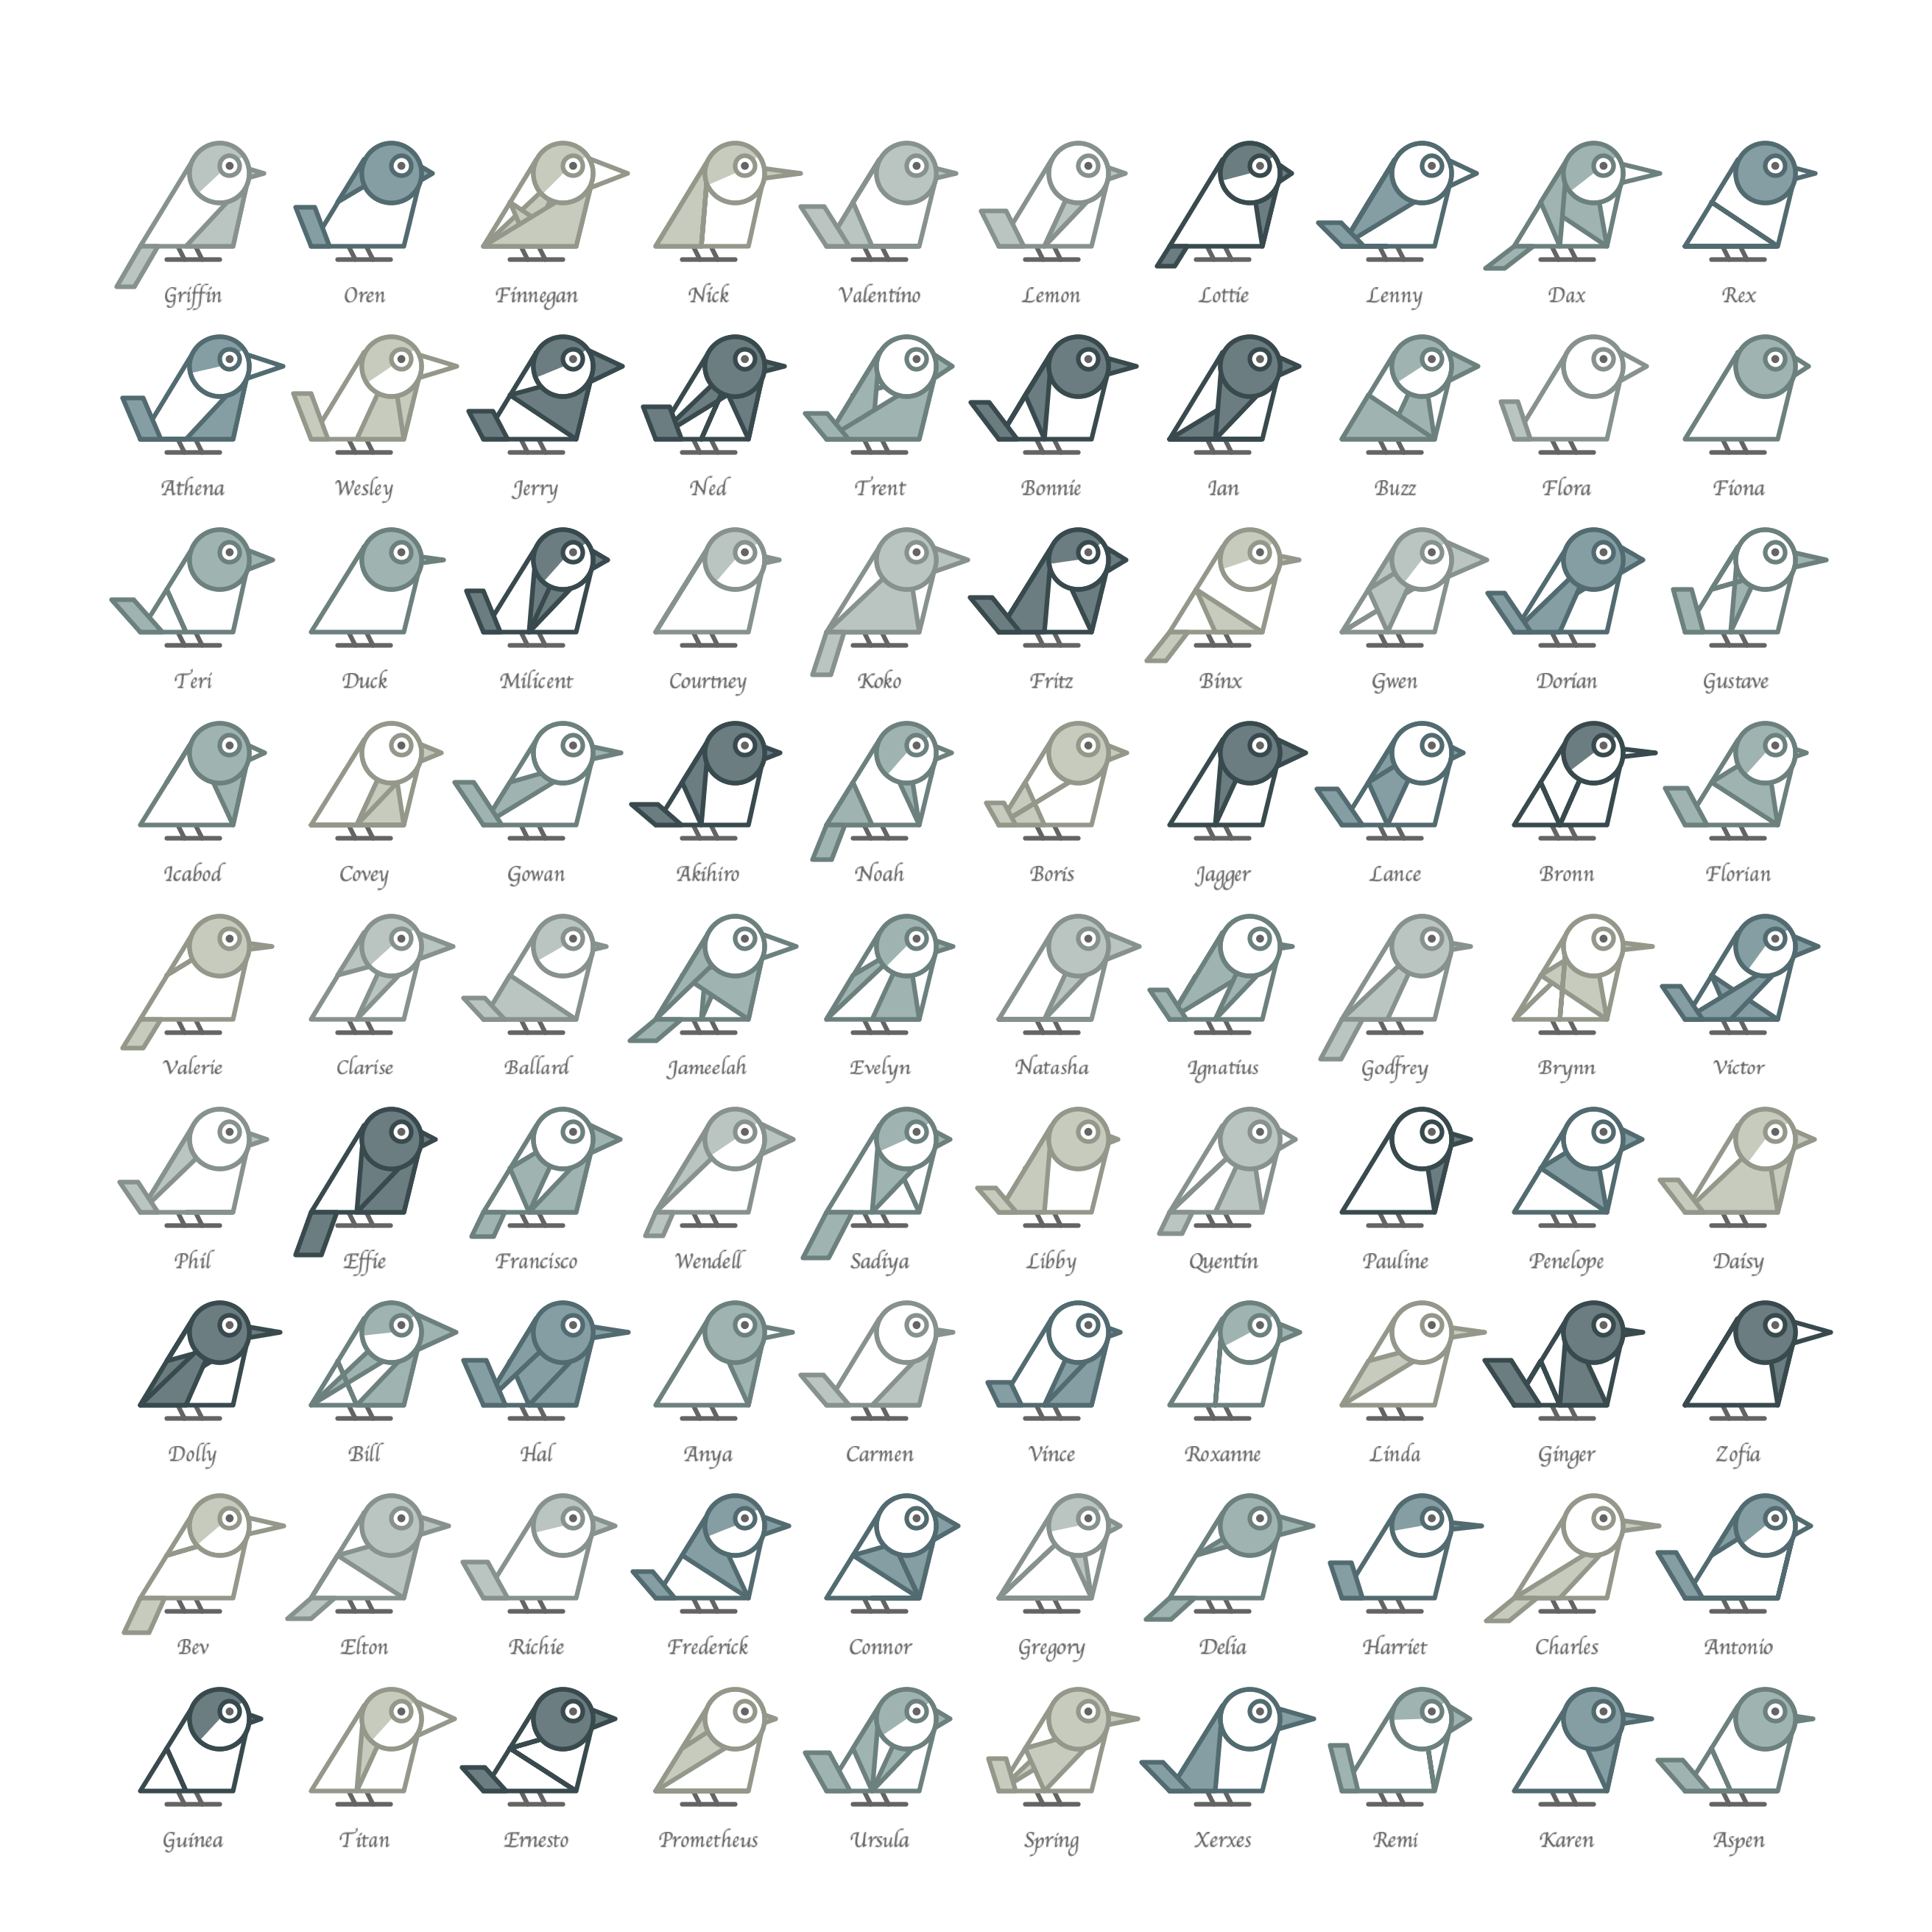 Griffin Oren Finnegan Nick Valentino Lemon Lottie Lenny Dax Rex
Athena Wesley Jerry Ned Trent Bonnie Ian Buzz Flora Fiona
Teri Duck Milicent Courtney Koko Fritz Binx Gwen Dorian Gustave
Icabod Covey Gowan Akihiro Noah Boris Jagger Lance Bronn Florian
Valerie Clarise Ballard Jameelah Evelyn Natasha Ignatius Godfrey Brynn Victor
Phil Effie Francisco Wendell Sadiya Libby Quentin Pauline Penelope Daisy
Dolly Bill Hal Anya Carmen Vince Roxanne Linda Ginger Zofia
Bev Elton Richie Frederick Connor Gregory Delia Harriet Charles Antonio
Guinea Titan Ernesto Prometheus Ursula Spring Xerxes Remi Karen Aspen